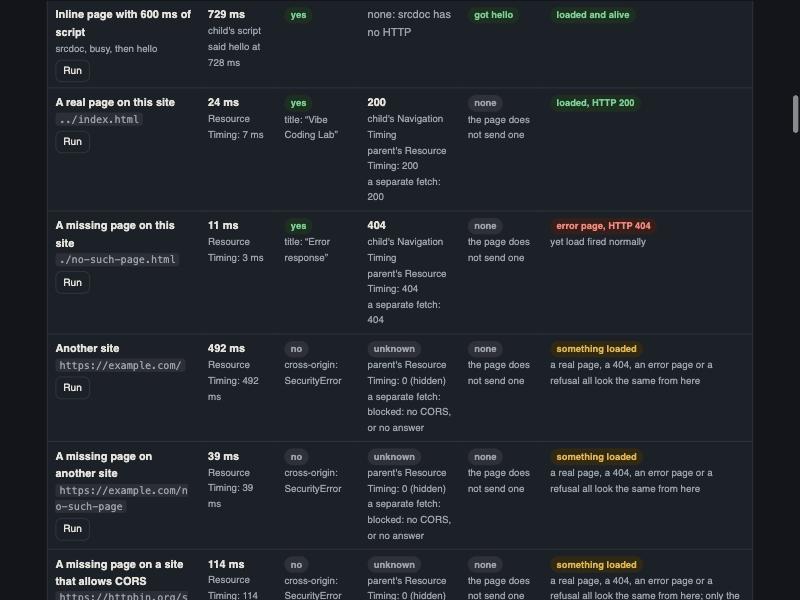 Inline page with 600 ms of
script
srcdoc, busy, then hello
Run
729 ms
child's script
said hello at
728 ms
yes
none: srcdoc has
no HTTP
got hello
loaded and alive
A real page on this site
../index.html
Run
24 ms
Resource
Timing: 7 ms
yes
title: “Vibe
Coding Lab”
200
child's Navigation
Timing
parent's Resource
Timing: 200
a separate fetch:
200
none
the page does
not send one
loaded, HTTP 200
A missing page on this
site
./no-such-page.html
Run
11 ms
Resource
Timing: 3 ms
yes
title: “Error
response”
404
child's Navigation
Timing
parent's Resource
Timing: 404
a separate fetch:
404
none
the page does
not send one
error page, HTTP 404
yet load fired normally
Another site
https://example.com/
Run
492 ms
Resource
Timing: 492
ms
no
cross-origin:
SecurityError
unknown
parent's Resource
Timing: 0 (hidden)
a separate fetch:
blocked: no CORS,
or no answer
none
the page does
not send one
something loaded
a real page, a 404, an error page or a
refusal all look the same from here
A missing page on
another site
https://example.com/n
o-such-page
Run
39 ms
Resource
Timing: 39
ms
no
cross-origin:
SecurityError
unknown
parent's Resource
Timing: 0 (hidden)
a separate fetch:
blocked: no CORS,
or no answer
none
the page does
not send one
something loaded
a real page, a 404, an error page or a
refusal all look the same from here
A missing page on a site
that allows CORS
https://httpbin.org/s
114 ms
Resource
Timing: 114
no
cross-origin:
SecurityError
unknown
parent's Resource
Timing: 0 (hidden)
none
the page does
not send one
something loaded
a real page, a 404, an error page or a
refusal all look the same from here; only the